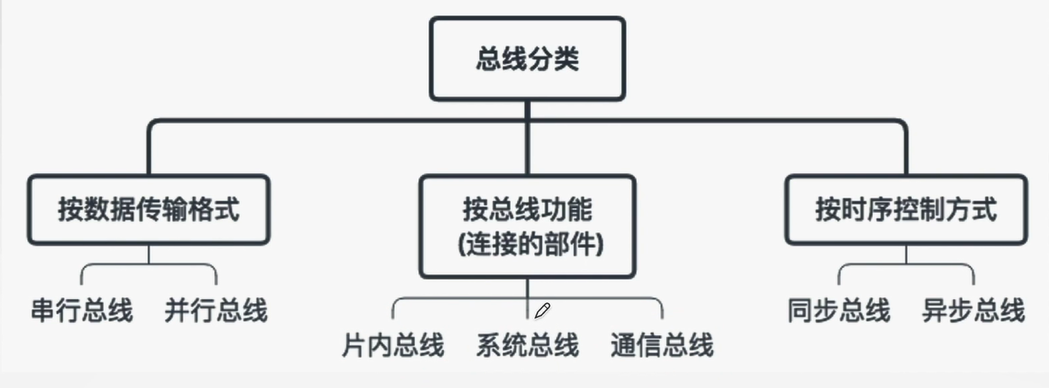 总线分类
按数据传输格式
按总线功能
(连接的部件)
按时序控制方式
串行总线
并行总线
片内总线
系统总线
通信总线
同步总线
异步总线